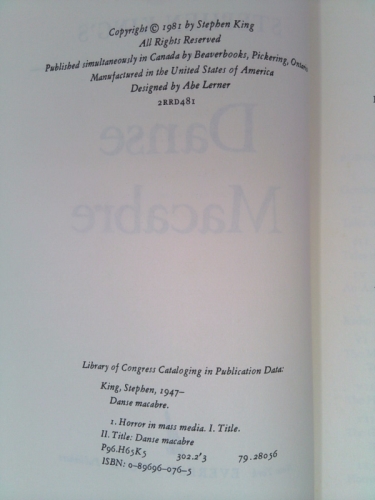 Copyright © 1981 by Stephen King
All Rights Reserved
Published simultaneously in Canada by Beaverbooks, Pickering, Ontario
Manufactured in the United States of America
Designed by Abe Lerner
2RRD481
Danse
Macabre
Library of Congress Cataloging in Publication Data:
King, Stephen, 1947–
Danse macabre.
1. Horror in mass media. I. Title.
II. Title: Danse macabre
P96.H65K5 302.2'3 79.28056
ISBN: 0-89696-076-5